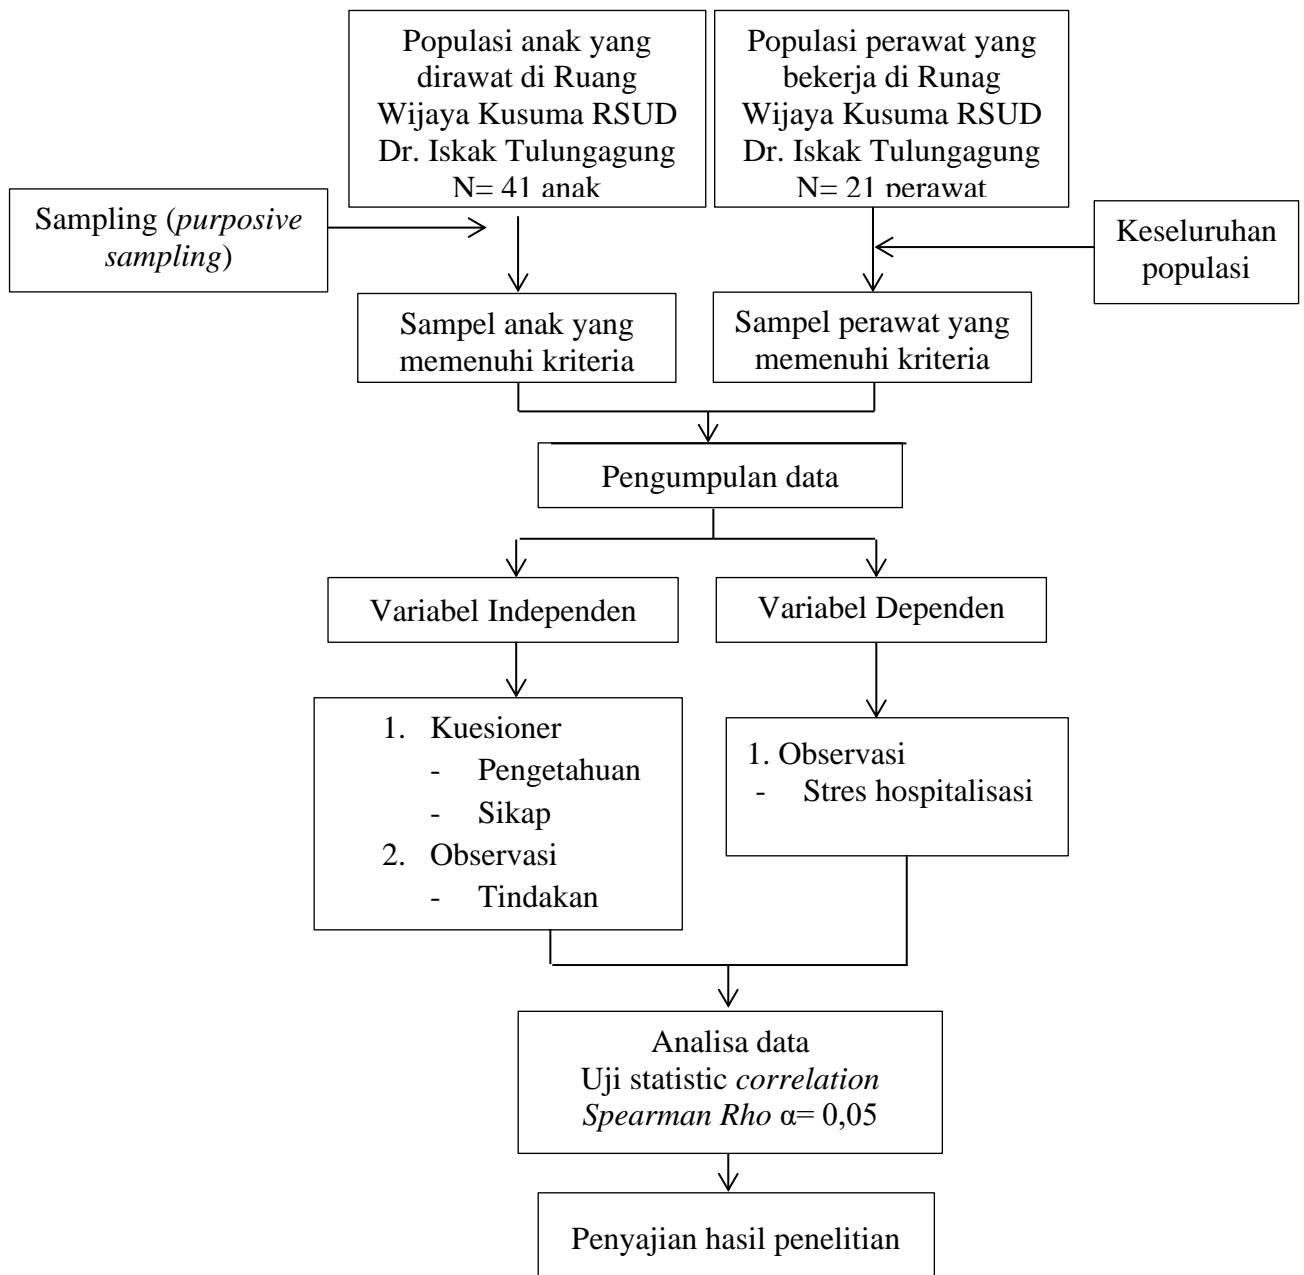 Populasi anak yang
dirawat di Ruang
Wijaya Kusuma RSUD
Dr. Iskak Tulungagung
N= 41 anak
Populasi perawat yang
bekerja di Runag
Wijaya Kusuma RSUD
Dr. Iskak Tulungagung
N= 21 perawat
Sampling (purposive
sampling)
Keseluruhan
populasi
Sampel anak yang
memenuhi kriteria
Sampel perawat yang
memenuhi kriteria
Pengumpulan data
Variabel Independen
Variabel Dependen
1. Kuesioner
- Pengetahuan
- Sikap
2. Observasi
- Tindakan
1. Observasi
- Stres hospitalisasi
Analisa data
Uji statistic correlation
Spearman Rho α= 0,05
Penyajian hasil penelitian